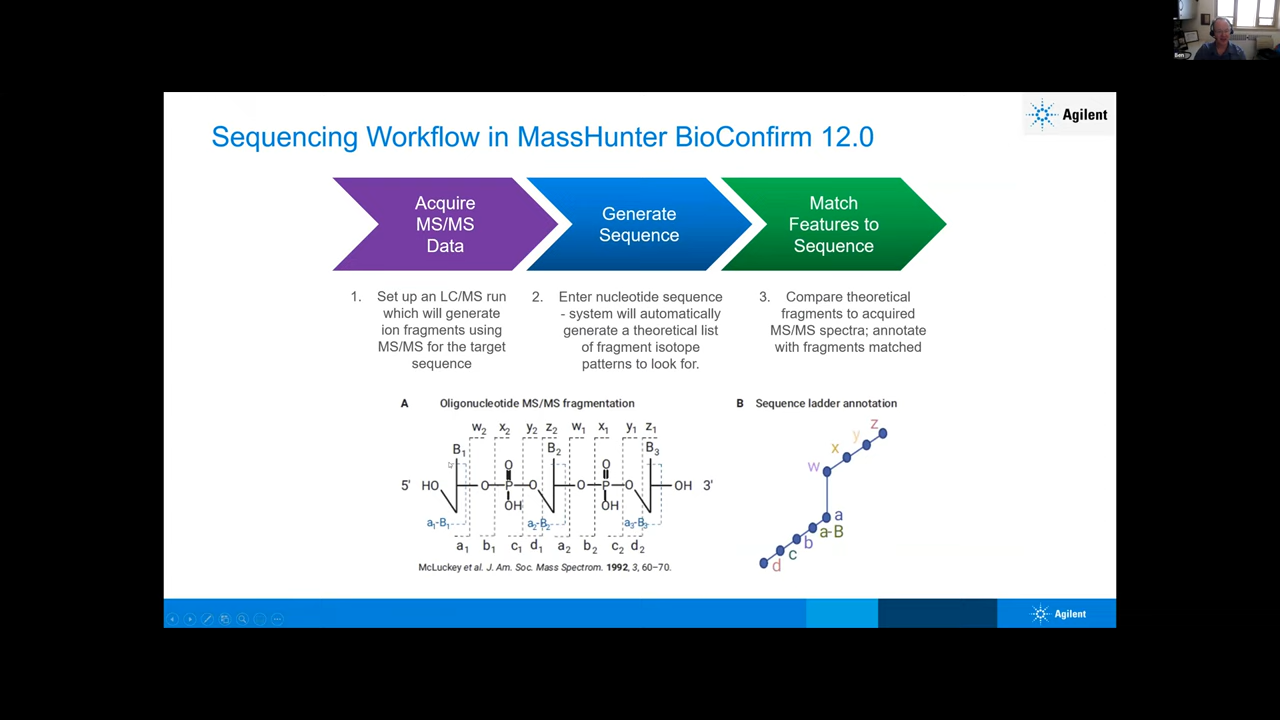 Ben
Agilent
Sequencing Workflow in MassHunter BioConfirm 12.0
Acquire
MS/MS
Data
Generate
Sequence
Match
Features to
Sequence
1. Set up an LC/MS run
which will generate
ion fragments using
MS/MS for the target
sequence
2. Enter nucleotide sequence
- system will automatically
generate a theoretical list
of fragment isotope
patterns to look for.
3. Compare theoretical
fragments to acquired
MS/MS spectra; annotate
with fragments matched
A Oligonucleotide MS/MS fragmentation
w2 x2 y2 z2 w1 x1 y1 z1
B1 B2 B3
O O
5' HO O P O O P O OH 3'
OH OH
a1-B1 a2-B2 a3-B3
a1 b1 c1 d1 a2 b2 c2 d2
McLuckey et al. J. Am. Soc. Mass Spectrom. 1992, 3, 60–70.
B Sequence ladder annotation
z
y
x
w
a
a-B
b
c
d
Agilent